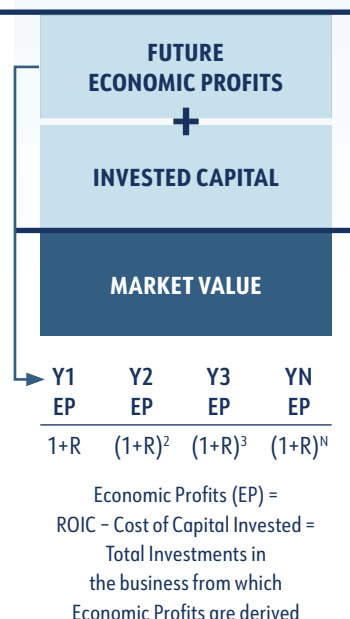 FUTURE
ECONOMIC PROFITS
+
INVESTED CAPITAL
MARKET VALUE
Y1 Y2 Y3 YN
EP EP EP EP
1+R (1+R)² (1+R)³ (1+R)ᴺ
Economic Profits (EP) =
ROIC – Cost of Capital Invested =
Total Investments in
the business from which
Economic Profits are derived